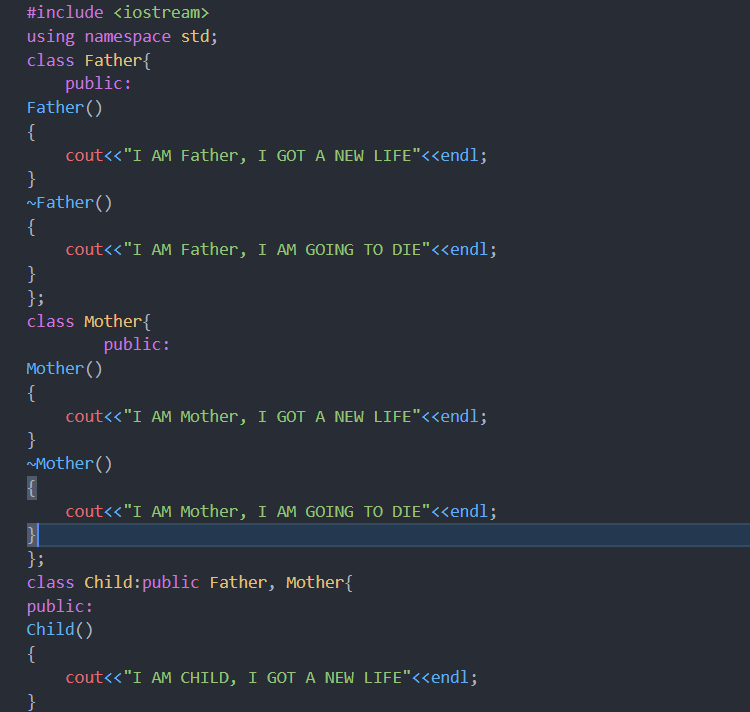 #include <iostream>
using namespace std;
class Father{
    public:
Father()
{
    cout<<"I AM Father, I GOT A NEW LIFE"<<endl;
}
~Father()
{
    cout<<"I AM Father, I AM GOING TO DIE"<<endl;
}
};
class Mother{
        public:
Mother()
{
    cout<<"I AM Mother, I GOT A NEW LIFE"<<endl;
}
~Mother()
{
    cout<<"I AM Mother, I AM GOING TO DIE"<<endl;
}
};
class Child:public Father, Mother{
public:
Child()
{
    cout<<"I AM CHILD, I GOT A NEW LIFE"<<endl;
}